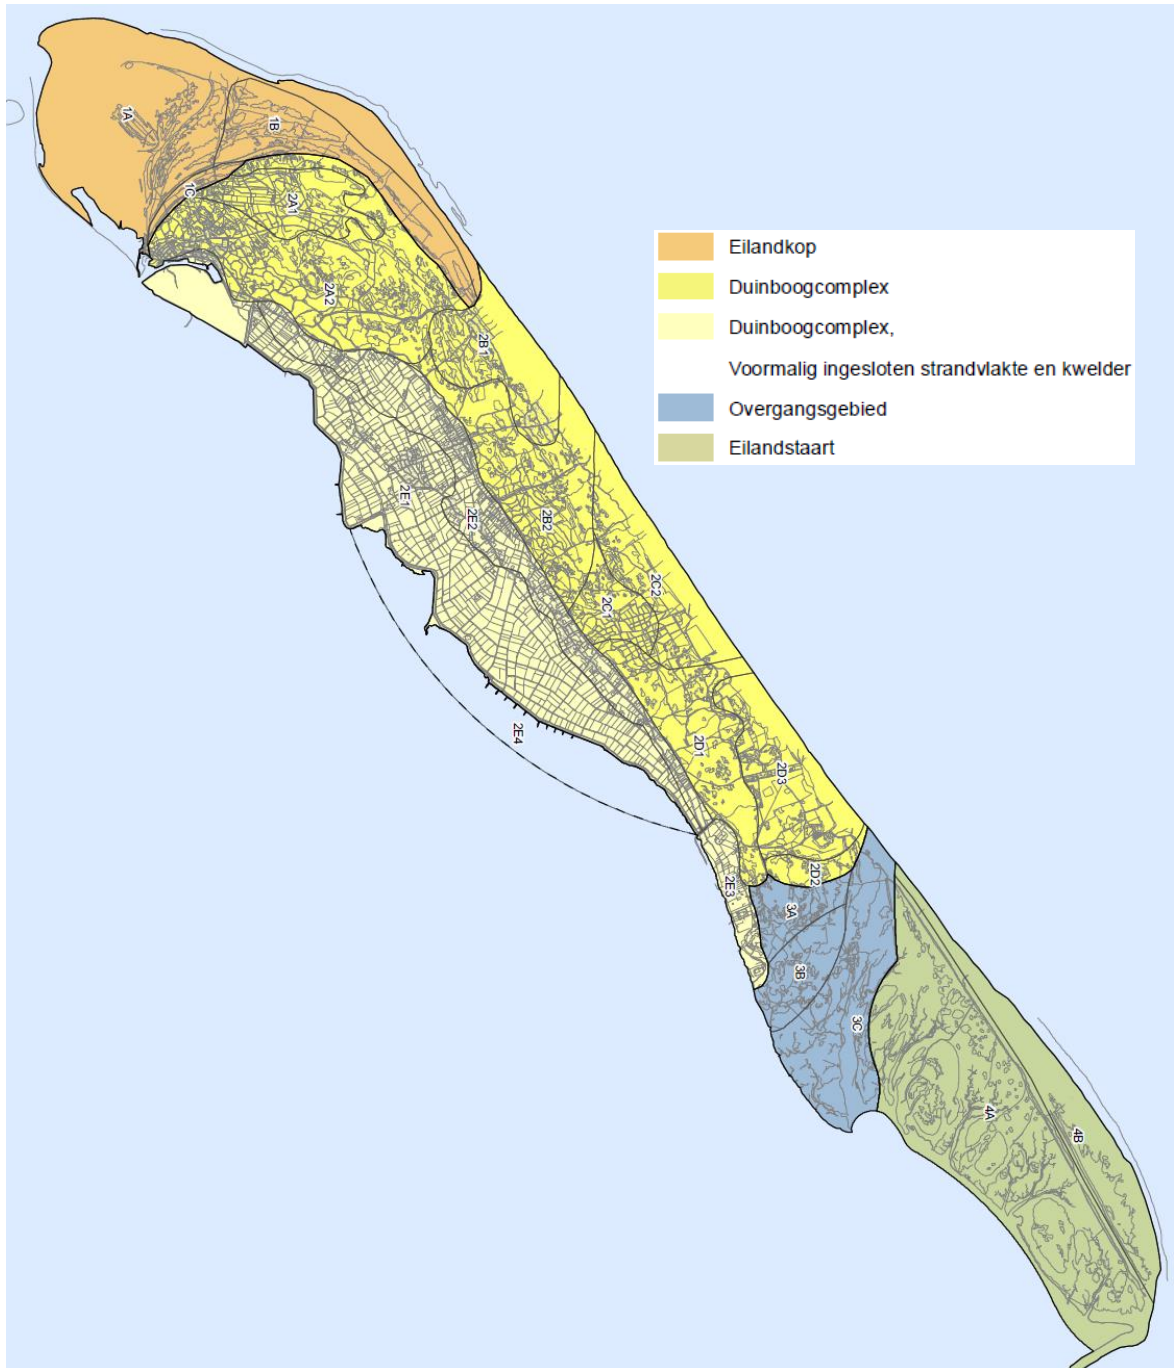 1A
1B
1C
2A1
2A2
2B1
2B2
2C2
2C1
2E1
2E2
2E4
2D1
2D3
2D2
2E3
3A
3B
3C
4A
4B
Eilandkop
Duinboogcomplex
Duinboogcomplex,
Voormalig ingesloten strandvlakte en kwelder
Overgangsgebied
Eilandstaart